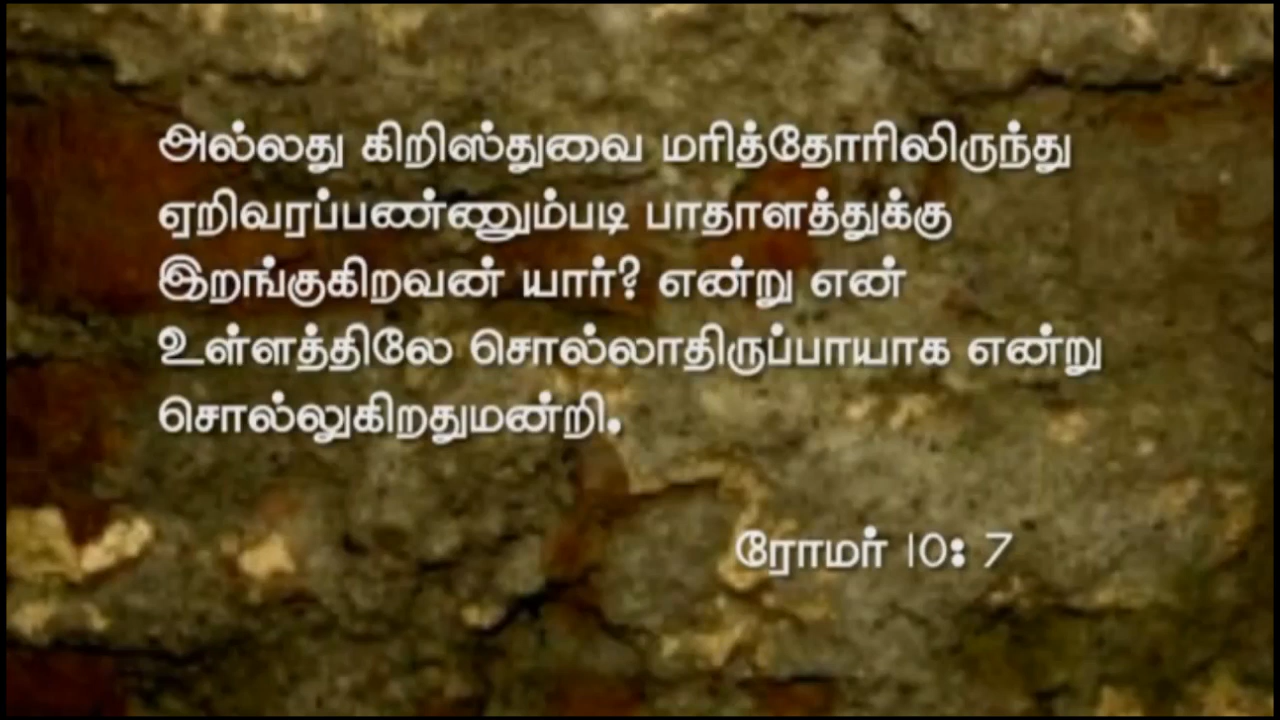 அல்லது கிறிஸ்துவை மரித்தோரிலிருந்து
ஏறிவரப்பண்ணும்படி பாதாளத்துக்கு
இறங்குகிறவன் யார்? என்று என்
உள்ளத்திலே சொல்லாதிருப்பாயாக என்று
சொல்லுகிறதுமன்றி.
ரோமர் 10: 7